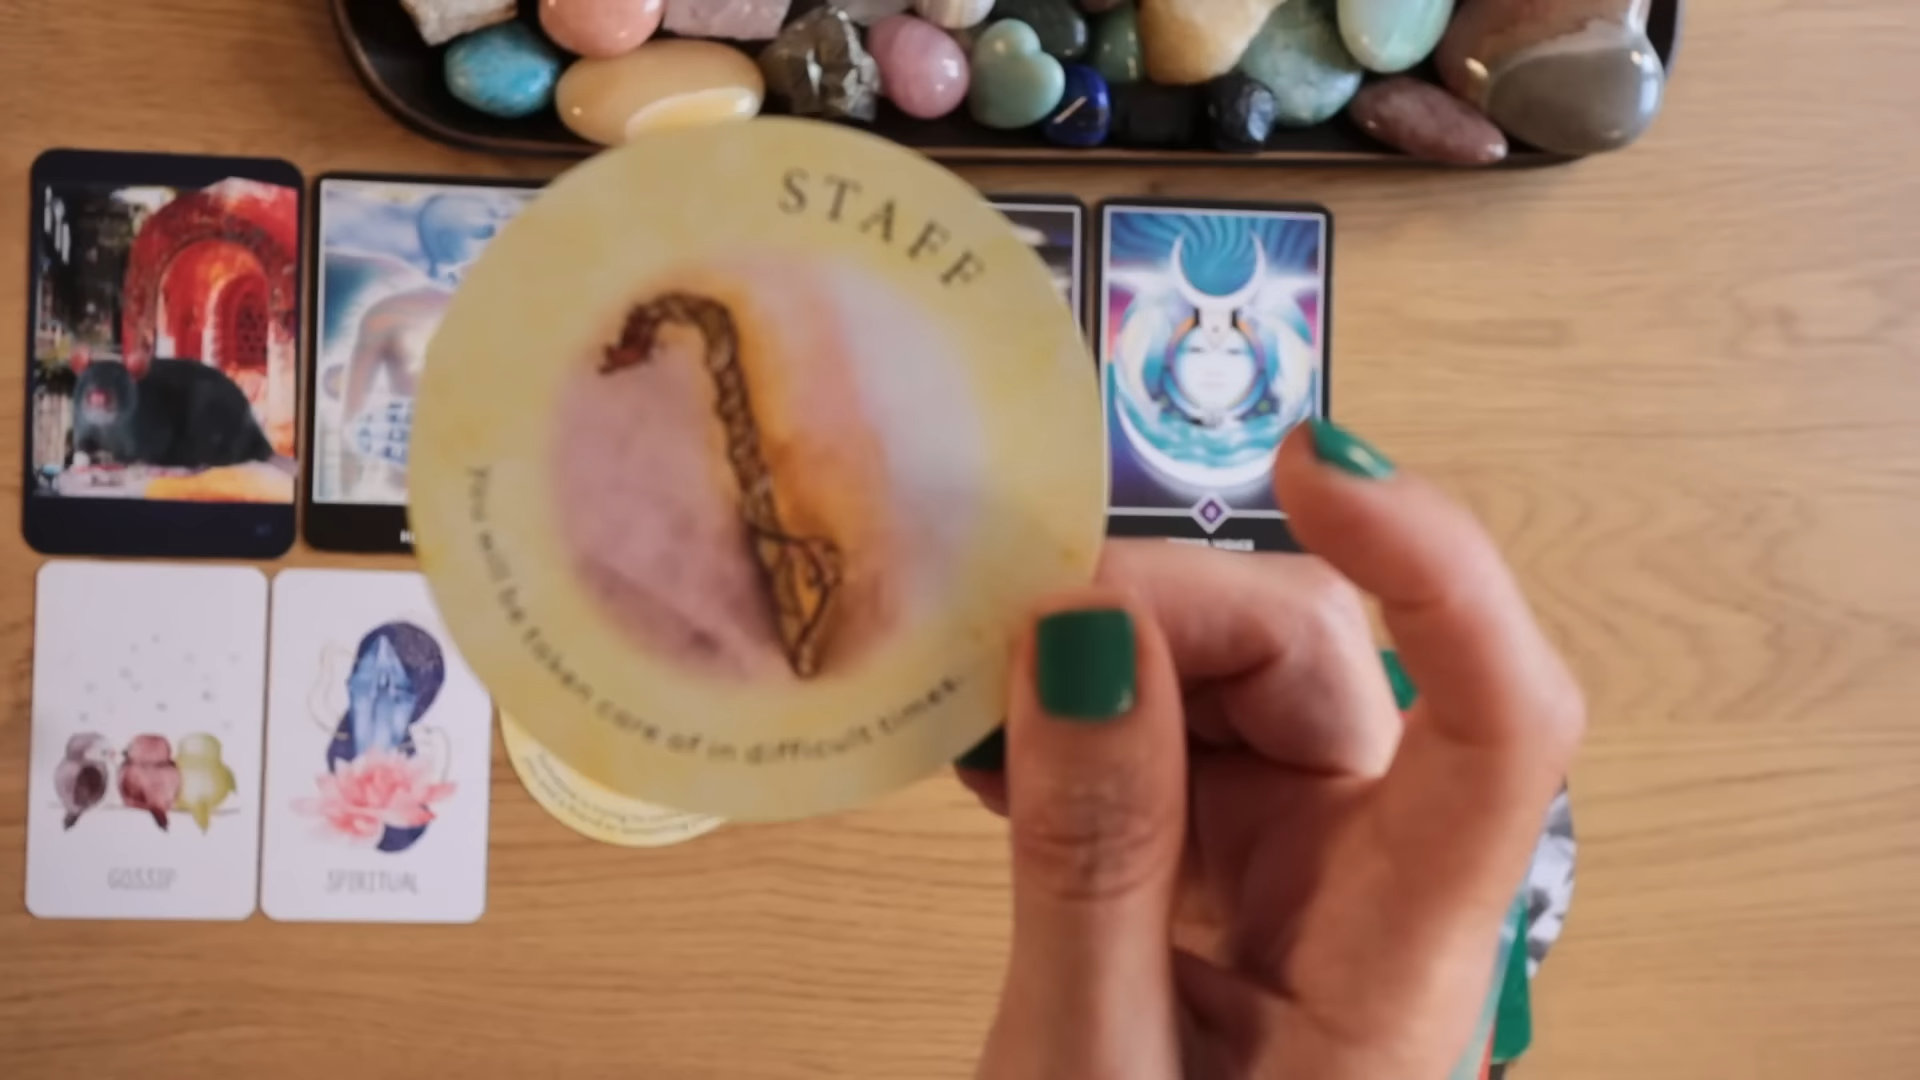 STAFF
You will be taken care of in difficult times.
GOSSIP
SPIRITUAL